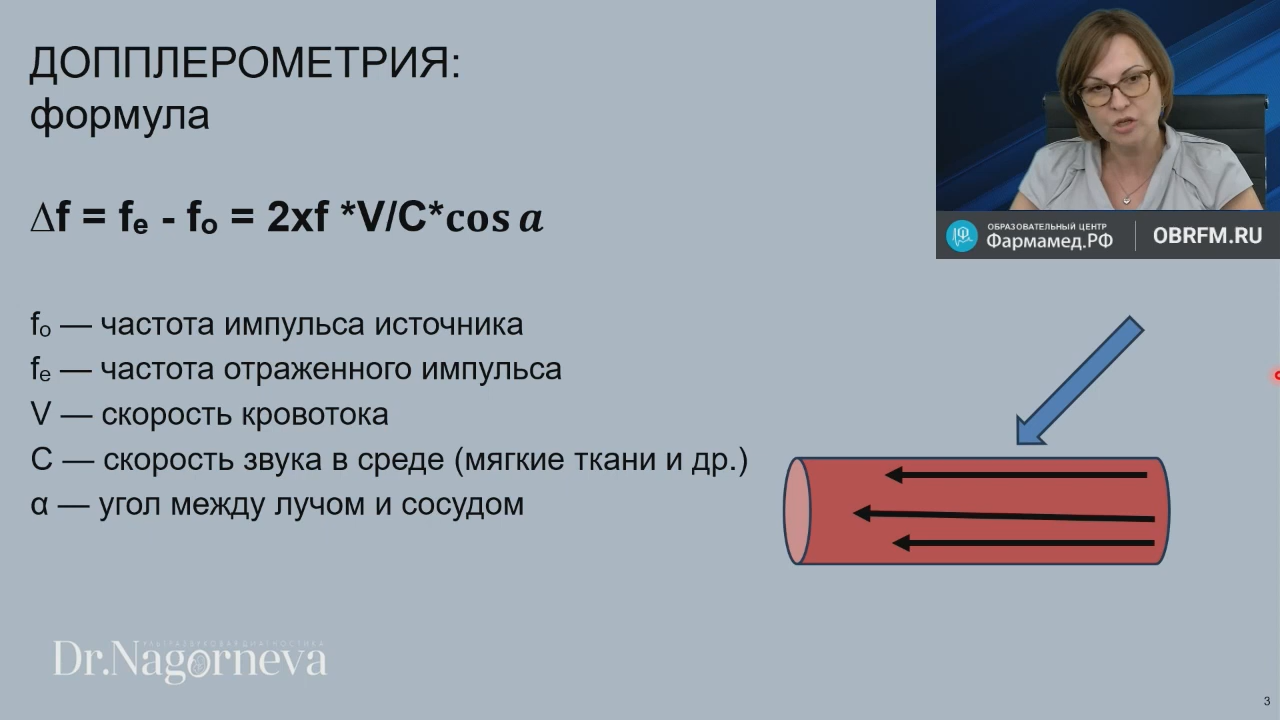 ДОППЛЕРОМЕТРИЯ:
формула
∆f = fₑ - fₒ = 2xf *V/C*cos a
fₒ — частота импульса источника
fₑ — частота отраженного импульса
V — скорость кровотока
C — скорость звука в среде (мягкие ткани и др.)
α — угол между лучом и сосудом
ОБРАЗОВАТЕЛЬНЫЙ ЦЕНТР
Фармамед.РФ
OBRFM.RU
УЛЬТРАЗВУКОВАЯ ДИАГНОСТИКА
Dr.Nagorneva
3